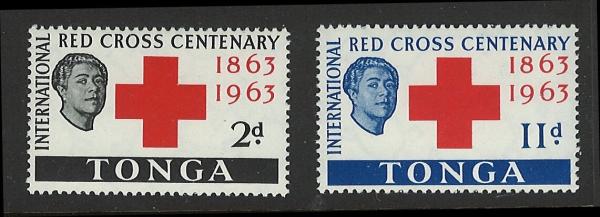 INTERNATIONAL
RED CROSS CENTENARY
1863
1963
2d.
TONGA
INTERNATIONAL
RED CROSS CENTENARY
1863
1963
11d.
TONGA